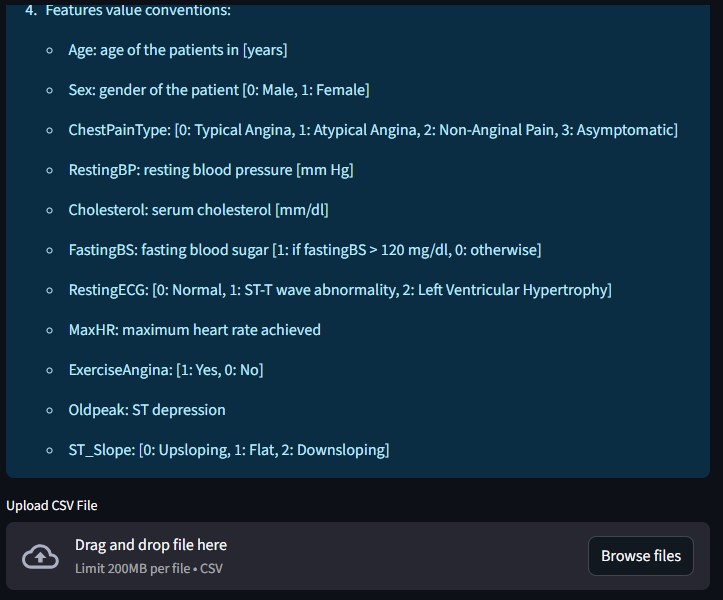 4. Features value conventions:
Age: age of the patients in [years]
Sex: gender of the patient [0: Male, 1: Female]
ChestPainType: [0: Typical Angina, 1: Atypical Angina, 2: Non-Anginal Pain, 3: Asymptomatic]
RestingBP: resting blood pressure [mm Hg]
Cholesterol: serum cholesterol [mm/dl]
FastingBS: fasting blood sugar [1: if fastingBS > 120 mg/dl, 0: otherwise]
RestingECG: [0: Normal, 1: ST-T wave abnormality, 2: Left Ventricular Hypertrophy]
MaxHR: maximum heart rate achieved
ExerciseAngina: [1: Yes, 0: No]
Oldpeak: ST depression
ST_Slope: [0: Upsloping, 1: Flat, 2: Downsloping]
Upload CSV File
Drag and drop file here
Limit 200MB per file • CSV
Browse files